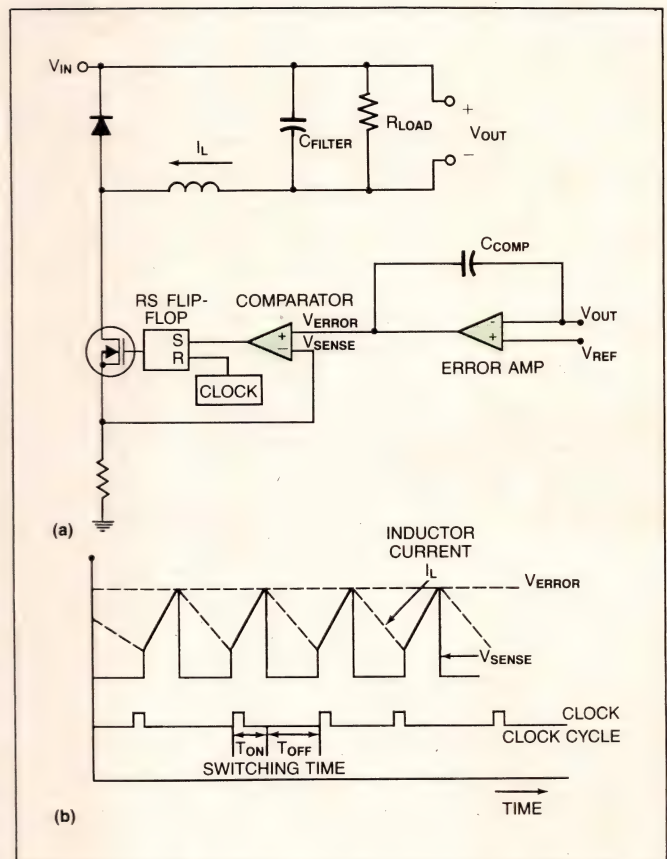 VIN
IL
CFILTER
RLOAD
+
VOUT
−
CCOMP
RS FLIP-
FLOP
COMPARATOR
VERROR
VSENSE
S
R
+
−
CLOCK
-
+
VOUT
VREF
ERROR AMP
(a)
INDUCTOR
CURRENT
IL
VERROR
VSENSE
CLOCK
CLOCK CYCLE
TON
TOFF
SWITCHING TIME
TIME
(b)